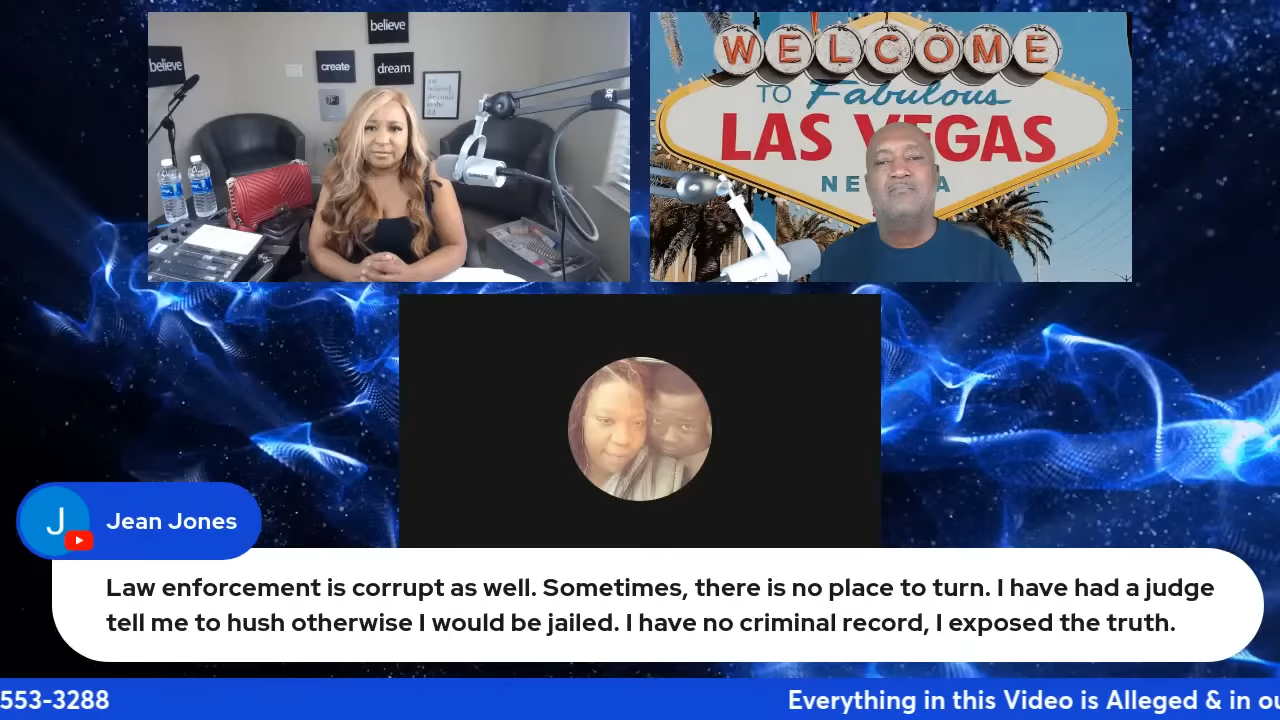 believe
believe
create
dream
WELCOME
TO Fabulous
LAS VEGAS
Jean Jones
Law enforcement is corrupt as well. Sometimes, there is no place to turn. I have had a judge
tell me to hush otherwise I would be jailed. I have no criminal record, I exposed the truth.
553-3288
Everything in this Video is Alleged & in ou